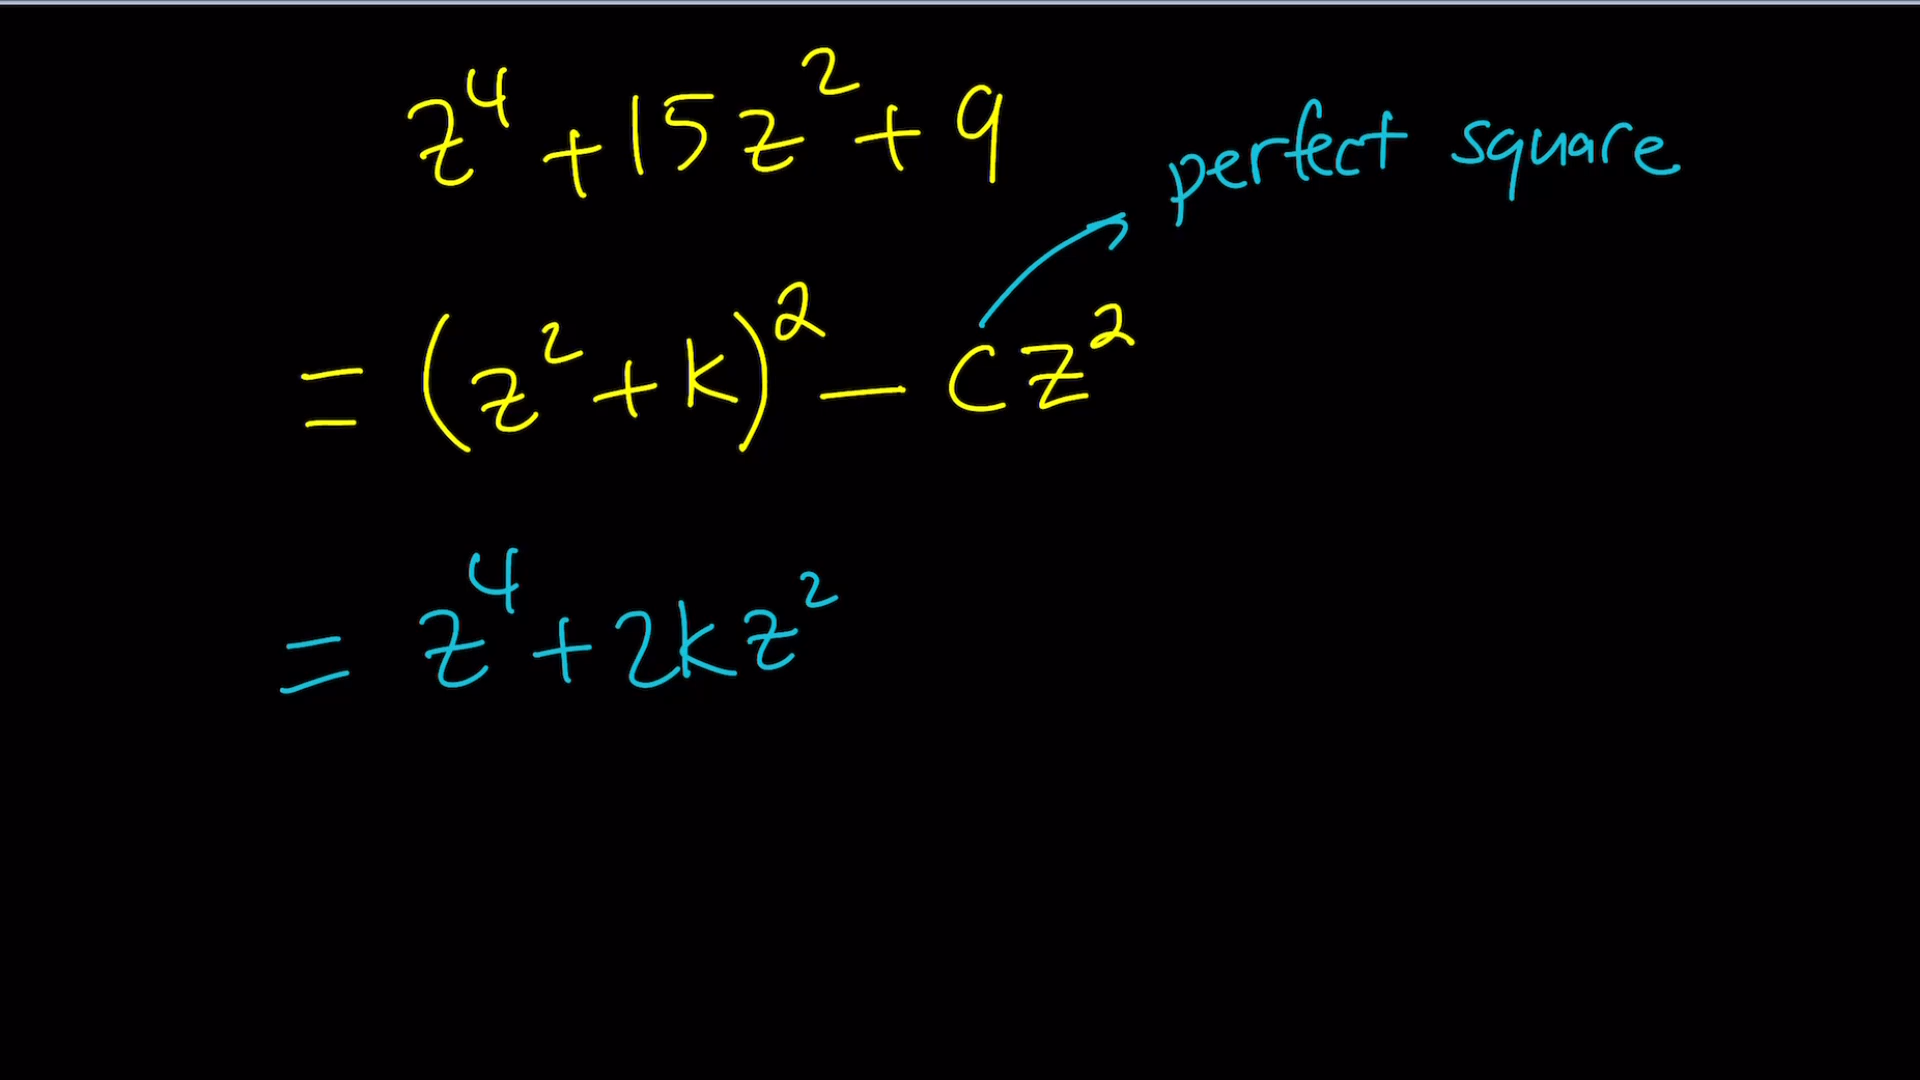 z⁴ + 15z² + 9
perfect square
= (z² + k)² − cz²
= z⁴ + 2kz²